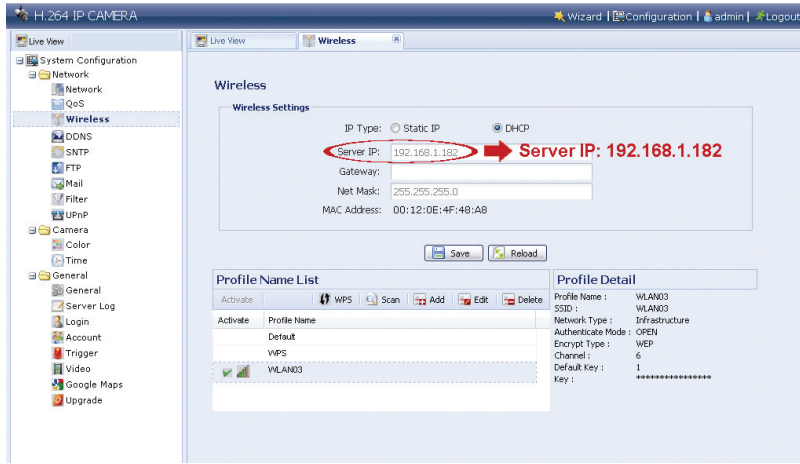 H.264 IP CAMERA
Wizard | Configuration | admin | Logout
Live View
System Configuration
Network
Network
QoS
Wireless
DDNS
SNTP
FTP
Mail
Filter
UPnP
Camera
Color
Time
General
General
Server Log
Login
Account
Trigger
Video
Google Maps
Upgrade
Live View
Wireless
Wireless
Wireless Settings
IP Type: Static IP DHCP
Server IP: 192.168.1.182 Server IP: 192.168.1.182
Gateway:
Net Mask: 255.255.255.0
MAC Address: 00:12:0E:4F:48:A8
Save Reload
Profile Name List
Activate WPS Scan Add Edit Delete
Activate Profile Name
Default
WPS
WLAN03
Profile Detail
Profile Name : WLAN03
SSID : WLAN03
Network Type : Infrastructure
Authenticate Mode : OPEN
Encrypt Type : WEP
Channel : 6
Default Key : 1
Key : ****************